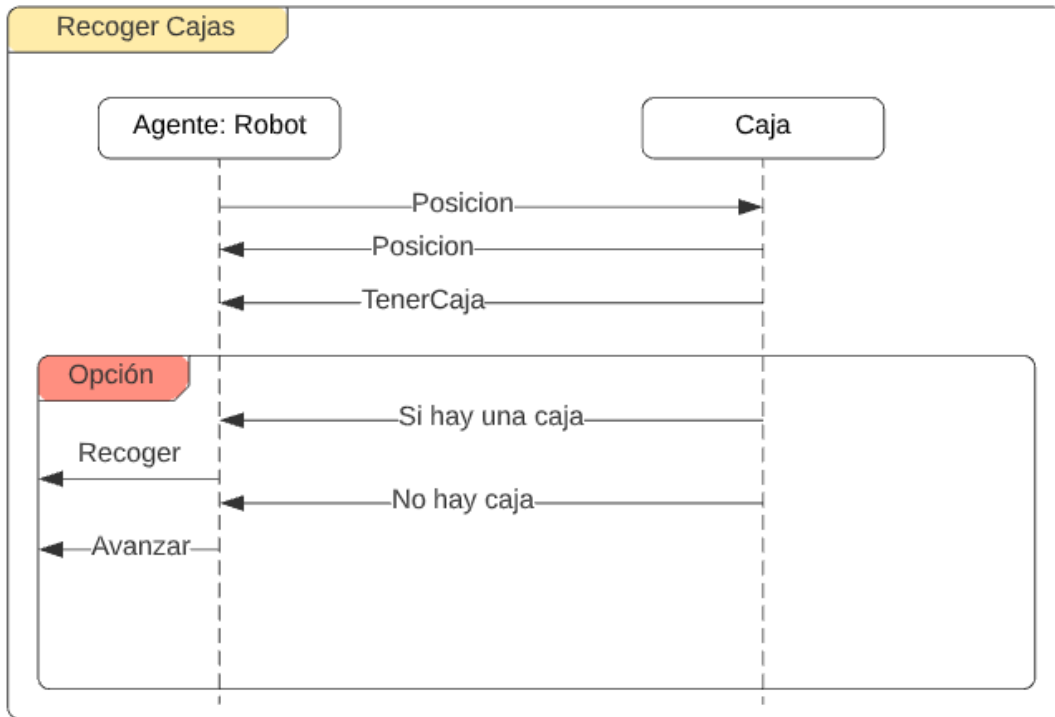 Recoger Cajas
Agente: Robot
Caja
Posicion
Posicion
TenerCaja
Opción
Si hay una caja
Recoger
No hay caja
Avanzar